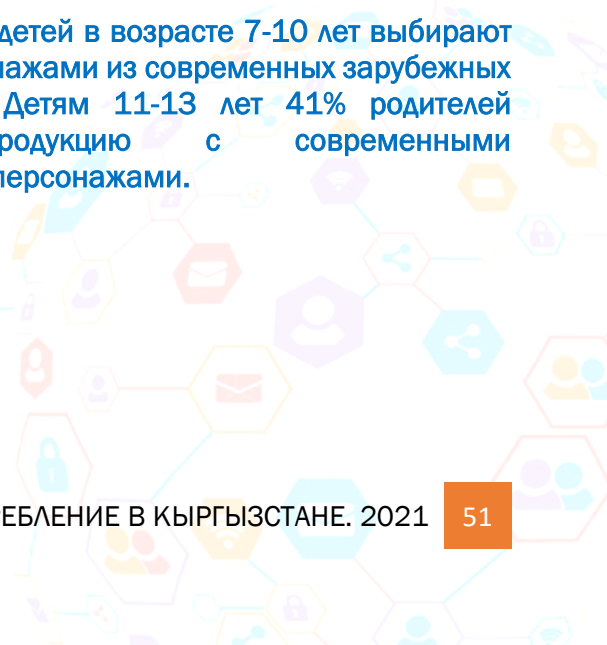 детей в возрасте 7-10 лет выбирают
нажами из современных зарубежных
Детям 11-13 лет 41% родителей
родукцию с современными
персонажами.
ЕБЛЕНИЕ В КЫРГЫЗСТАНЕ. 2021 51